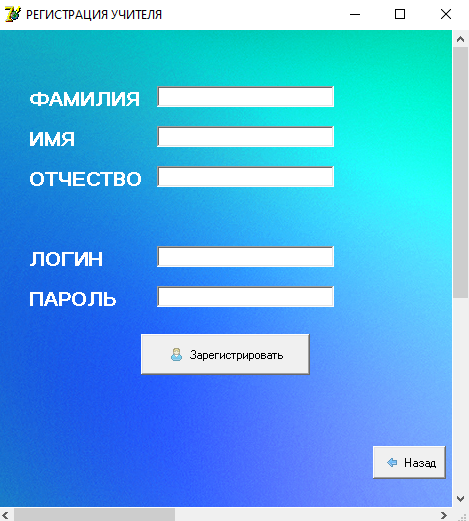 РЕГИСТРАЦИЯ УЧИТЕЛЯ
ФАМИЛИЯ
ИМЯ
ОТЧЕСТВО
ЛОГИН
ПАРОЛЬ
Зарегистрировать
Назад